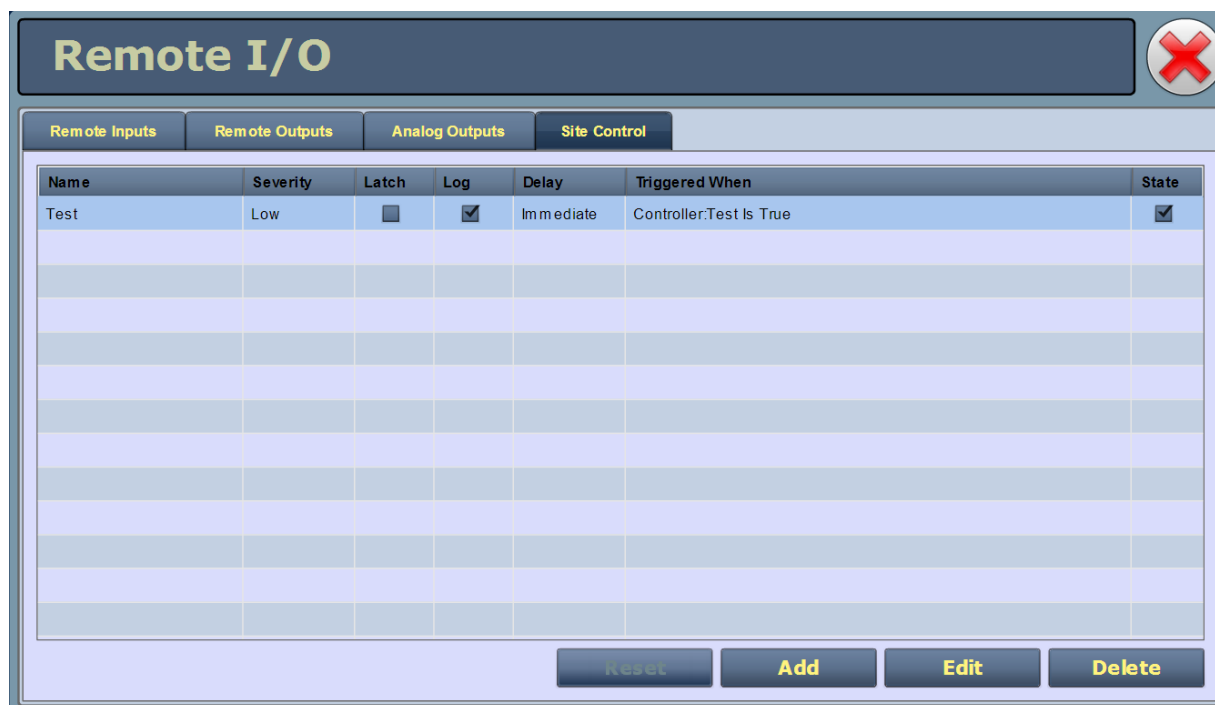 Remote I/O
Remote Inputs Remote Outputs Analog Outputs Site Control
Name Severity Latch Log Delay Triggered When State
Test Low Immediate Controller:Test Is True
Reset Add Edit Delete